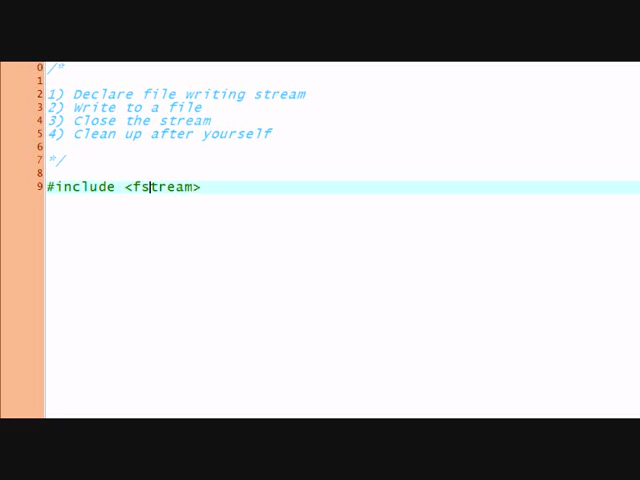 0 /*
1
2 1) Declare file writing stream
3 2) Write to a file
4 3) Close the stream
5 4) Clean up after yourself
6
7 */
8
9 #include <fstream>